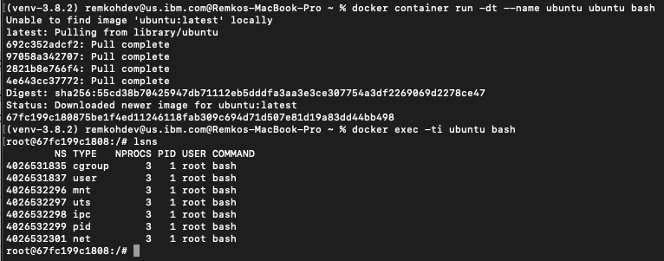 (venv-3.8.2) remkohdev@us.ibm.com@Remkos-MacBook-Pro ~ % docker container run -dt --name ubuntu ubuntu bash
Unable to find image 'ubuntu:latest' locally
latest: Pulling from library/ubuntu
692c352adcf2: Pull complete
97058a342707: Pull complete
2821b8e766f4: Pull complete
4e643cc37772: Pull complete
Digest: sha256:55cd38b70425947db71112eb5dddfa3aa3e3ce307754a3df2269069d2278ce47
Status: Downloaded newer image for ubuntu:latest
67fc199c180875be1f4ed11246118fab309c694d71d507e81d19a83dd44bb498
(venv-3.8.2) remkohdev@us.ibm.com@Remkos-MacBook-Pro ~ % docker exec -ti ubuntu bash
root@67fc199c1808:/# lsns
NS TYPE NPROCS PID USER COMMAND
4026531835 cgroup 3 1 root bash
4026531837 user 3 1 root bash
4026532296 mnt 3 1 root bash
4026532297 uts 3 1 root bash
4026532298 ipc 3 1 root bash
4026532299 pid 3 1 root bash
4026532301 net 3 1 root bash
root@67fc199c1808:/#